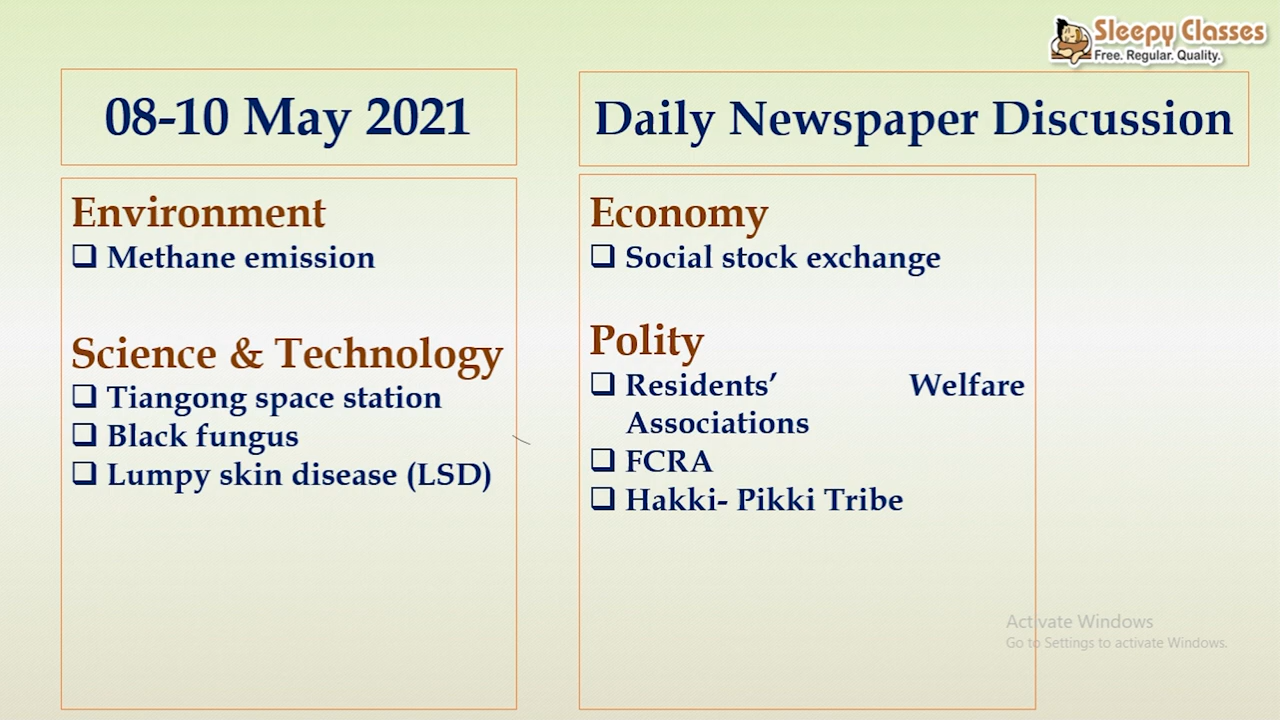 Sleepy Classes
Free. Regular. Quality.
08-10 May 2021
Daily Newspaper Discussion
Environment
❑ Methane emission
Science & Technology
❑ Tiangong space station
❑ Black fungus
❑ Lumpy skin disease (LSD)
Economy
❑ Social stock exchange
Polity
❑ Residents’ Welfare
Associations
❑ FCRA
❑ Hakki- Pikki Tribe
Activate Windows
Go to Settings to activate Windows.